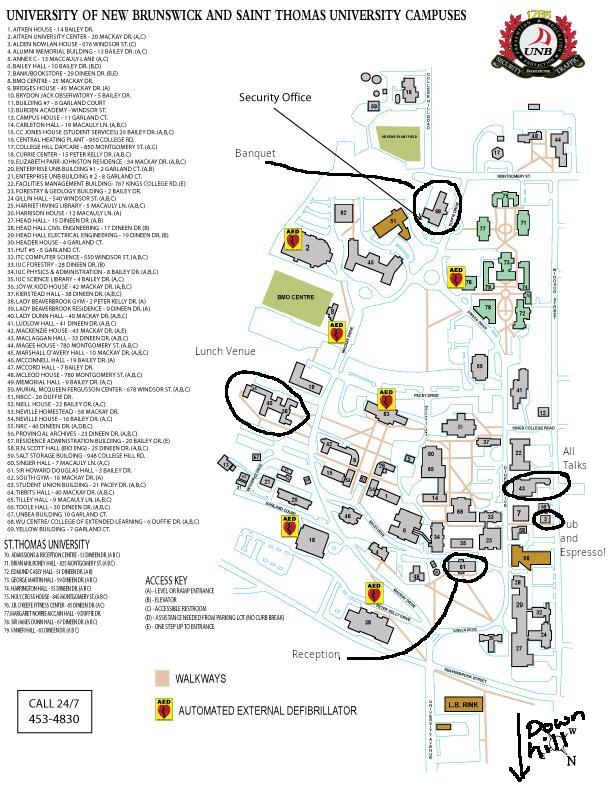 UNIVERSITY OF NEW BRUNSWICK AND SAINT THOMAS UNIVERSITY CAMPUSES
1. AITKEN HOUSE - 14 BAILEY DR.
2. AITKEN UNIVERSITY CENTER - 20 MACKAY DR. (A,C)
3. ALDEN NOWLAN HOUSE - 676 WINDSOR ST. (C)
4. ALUMNI MEMORIAL BUILDING - 13 BAILEY DR. (A,C)
5. ANNEX C - 13 MACCAULY LANE (A,C)
6. BAILEY HALL - 10 BAILEY DR. (B,D)
7. BANK/BOOKSTORE - 29 DINEEN DR. (B,E)
8. BMO CENTRE - 25 MACKAY DR.
9. BRIDGES HOUSE - 45 MACKAY DR. (A)
10. BRYDON JACK OBSERVATORY - 5 BAILEY DR.
11. BUILDING #7 - 8 GARLAND COURT
12. BURDEN ACADEMY - WINDSOR ST.
13. CAMPUS HOUSE - 11 GARLAND CT.
14. CARLETON HALL - 19 MACAULY LN. (A,B,C)
15. CC JONES HOUSE (STUDENT SERVICES) 26 BAILEY DR. (A,B,C)
16. CENTRAL HEATING PLANT - 950 COLLEGE RD.
17. COLLEGE HILL DAYCARE - 850 MONTGOMERY ST. (A,C)
18. CURRIE CENTER - 15 PETER KELLY DR. (A,B,C)
19. ELIZABETH PARR-JOHNSTON RESIDENCE - 34 MACKAY DR. (A,B,C)
20. ENTERPRISE UNB BUILDING #1 - 2 GARLAND CT. (A,B)
21. ENTERPRISE UNB BUILDING # 2 - 8 GARLAND CT.
22. FACILITIES MANAGEMENT BUILDING - 767 KINGS COLLEGE RD. (E)
23. FORESTRY & GEOLOGY BUILDING - 2 BAILEY DR.
24. GILLIN HALL - 540 WINDSOR ST. (A,B,C)
25. HARRIET IRVING LIBRARY - 5 MACAULY LN. (A,B,C)
26. HARRISON HOUSE - 12 MACAULY LN. (A)
27. HEAD HALL - 15 DINEEN DR. (A,B)
28. HEAD HALL CIVIL ENGINEERING - 17 DINEEN DR (B)
29. HEAD HALL ELECTRICAL ENGINEERING - 19 DINEEN DR. (B)
30. HEADER HOUSE - 4 GARLAND CT.
31. HUT #5 - 5 GARLAND CT.
32. ITC COMPUTER SCIENCE - 550 WINDSOR ST. (A,B,C)
33. IUC FORESTRY - 28 DINEEN DR. (B)
34. IUC PHYSICS & ADMINISTRATION - 8 BAILEY DR. (A,B,C)
35. IUC SCIENCE LIBRARY - 4 BAILEY DR. (A,C)
36. JOY W. KIDD HOUSE - 42 MACKAY DR. (A,B,C)
37. KIERSTEAD HALL - 38 DINEEN DR. (A,B,C)
38. LADY BEAVERBROOK GYM - 2 PETER KELLY DR. (A)
39. LADY BEAVERBROOK RESIDENCE - 9 DINEEN DR. (A)
40. LADY DUNN HALL - 40 MACKAY DR. (A,B,C)
41. LUDLOW HALL - 41 DINEEN DR. (A,B,C)
42. MACKENZIE HOUSE - 43 MACKAY DR. (A,E)
43. MACLAGGAN HALL - 33 DINEEN DR. (A,B,C)
44. MAGEE HOUSE - 780 MONTGOMERY ST. (A,B,C)
45. MARSHALL D'AVERY HALL - 10 MACKAY DR. (A,B,C)
46. MCCONNELL HALL - 19 BAILEY DR. (A)
47. MCCORD HALL - 7 BAILEY DR.
48. MCLEOD HOUSE - 780 MONTGOMERY ST. (A,B,C)
49. MEMORIAL HALL - 9 BAILEY DR. (A,C)
50. MURIAL MCQUEEN FERGUSSON CENTER - 678 WINDSOR ST. (A,B,C)
51. NBCC - 26 DUFFIE DR.
52. NEILL HOUSE - 22 BAILEY DR. (A,C)
53. NEVILLE HOMESTEAD - 58 MACKAY DR.
54. NEVILLE HOUSE - 16 BAILEY DR. (A,C)
55. NRC - 46 DINEEN DR. (A,D,B,C)
56. PROVINCIAL ARCHIVES - 23 DINEEN DR. (A,B,C)
57. RESIDENCE ADMINISTRATION BUILDING - 20 BAILEY DR. (E)
58. R.N. SCOTT HALL (BIO ENG) - 25 DINEEN DR. (A,B,C)
59. SALT STORAGE BUILDING - 948 COLLEGE HILL RD.
60. SINGER HALL - 7 MACAULY LN. (A,C)
61. SIR HOWARD DOUGLAS HALL - 3 BAILEY DR.
62. SOUTH GYM - 16 MACKAY DR. (A)
63. STUDENT UNION BUILDING - 21 PACEY DR. (A,B,C)
64. TIBBITS HALL - 40 MACKAY DR. (A,B,C)
65. TILLEY HALL - 9 MACAULY LN. (A,B,C)
66. TOOLE HALL - 30 DINEEN DR. (A,B,C)
67. UNBEA BUILDING 10 GARLAND CT.
68. WU CENTRE/ COLLEGE OF EXTENDED LEARNING - 6 DUFFIE DR. (A,B,C)
69. YELLOW BUILDING - 7 GARLAND CT.
ST. THOMAS UNIVERSITY
70. ADMISSIONS & RECEPTION CENTRE - 53 DINEEN DR. (A B C)
71. BRIAN MULRONEY HALL - 825 MONTGOMERY ST. (A B C)
72. EDMUND CASEY HALL - 51 DINEEN DR. (A B)
73. GEORGE MARTIN HALL - 59 DINEEN DR. (A B C)
74. HARRINGTON HALL - 55 DINEEN DR. (A B C)
75. HOLY CROSS HOUSE - 845 MONTGOMERY ST. (A B C)
76. J.B. O'KEEFE FITNESS CENTER - 65 DINEEN DR. (A C)
77. MARGARET NORRIE MCCAIN HALL - 9 DUFFIE DR.
78. SIR JAMES DUNN HALL - 67 DINEEN DR. (A B C)
79. VANIER HALL - 63 DINEEN DR. (A B C)
CALL 24/7
453-4830
ACCESS KEY
(A) - LEVEL OR RAMP ENTRANCE
(B) - ELEVATOR
(C) - ACCESSIBLE RESTROOM
(D) - ASSISTANCE NEEDED FROM PARKING LOT (NO CURB BREAK)
(E) - ONE STEP UP TO ENTRANCE
WALKWAYS
AED AUTOMATED EXTERNAL DEFIBRILLATOR
UNB
SECURITY
TRAFFIC
Security Office
Banquet
Lunch Venue
Reception
All
Talks
ub
and
Espresso!
HEATING PLANT FIELD
COLLEGE HILL ROAD
MONTGOMERY ST.
WINDSOR STREET
BMO CENTRE
PACEY DRIVE
KINGS COLLEGE ROAD
PETER KELLY DRIVE
BEAVERBROOK STREET
UNIVERSITY AVENUE
L.B. RINK
AED
AED
AED
AED
AED
AED
Down
hill
W
N